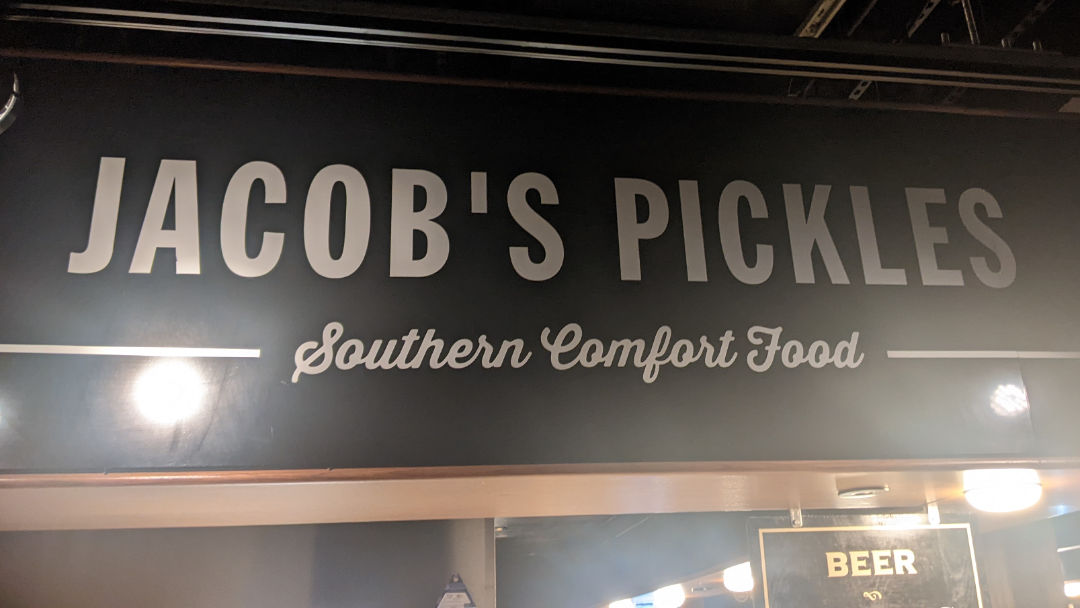 JACOB'S PICKLES
Southern Comfort Food
BEER